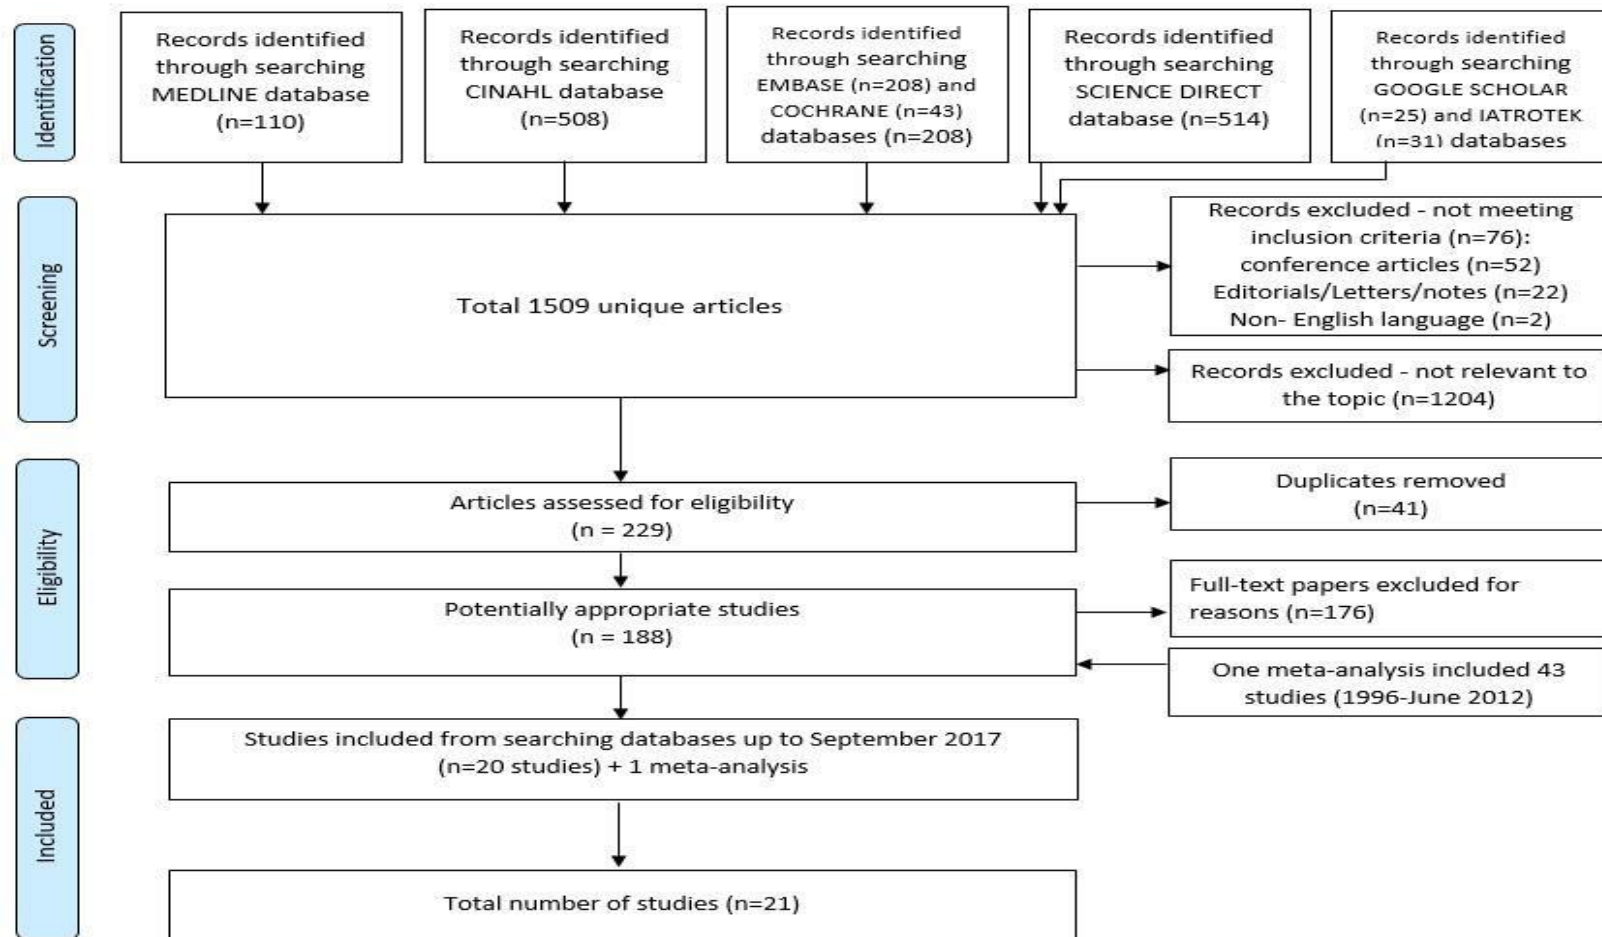 Identification
Records identified
through searching
MEDLINE database
(n=110)
Records identified
through searching
CINAHL database
(n=508)
Records identified
through searching
EMBASE (n=208) and
COCHRANE (n=43)
databases (n=208)
Records identified
through searching
SCIENCE DIRECT
database (n=514)
Records identified
through searching
GOOGLE SCHOLAR
(n=25) and IATROTEK
(n=31) databases
Screening
Total 1509 unique articles
Records excluded - not meeting
inclusion criteria (n=76):
conference articles (n=52)
Editorials/Letters/notes (n=22)
Non- English language (n=2)
Records excluded - not relevant to
the topic (n=1204)
Eligibility
Articles assessed for eligibility
(n = 229)
Duplicates removed
(n=41)
Potentially appropriate studies
(n = 188)
Full-text papers excluded for
reasons (n=176)
One meta-analysis included 43
studies (1996-June 2012)
Included
Studies included from searching databases up to September 2017
(n=20 studies) + 1 meta-analysis
Total number of studies (n=21)